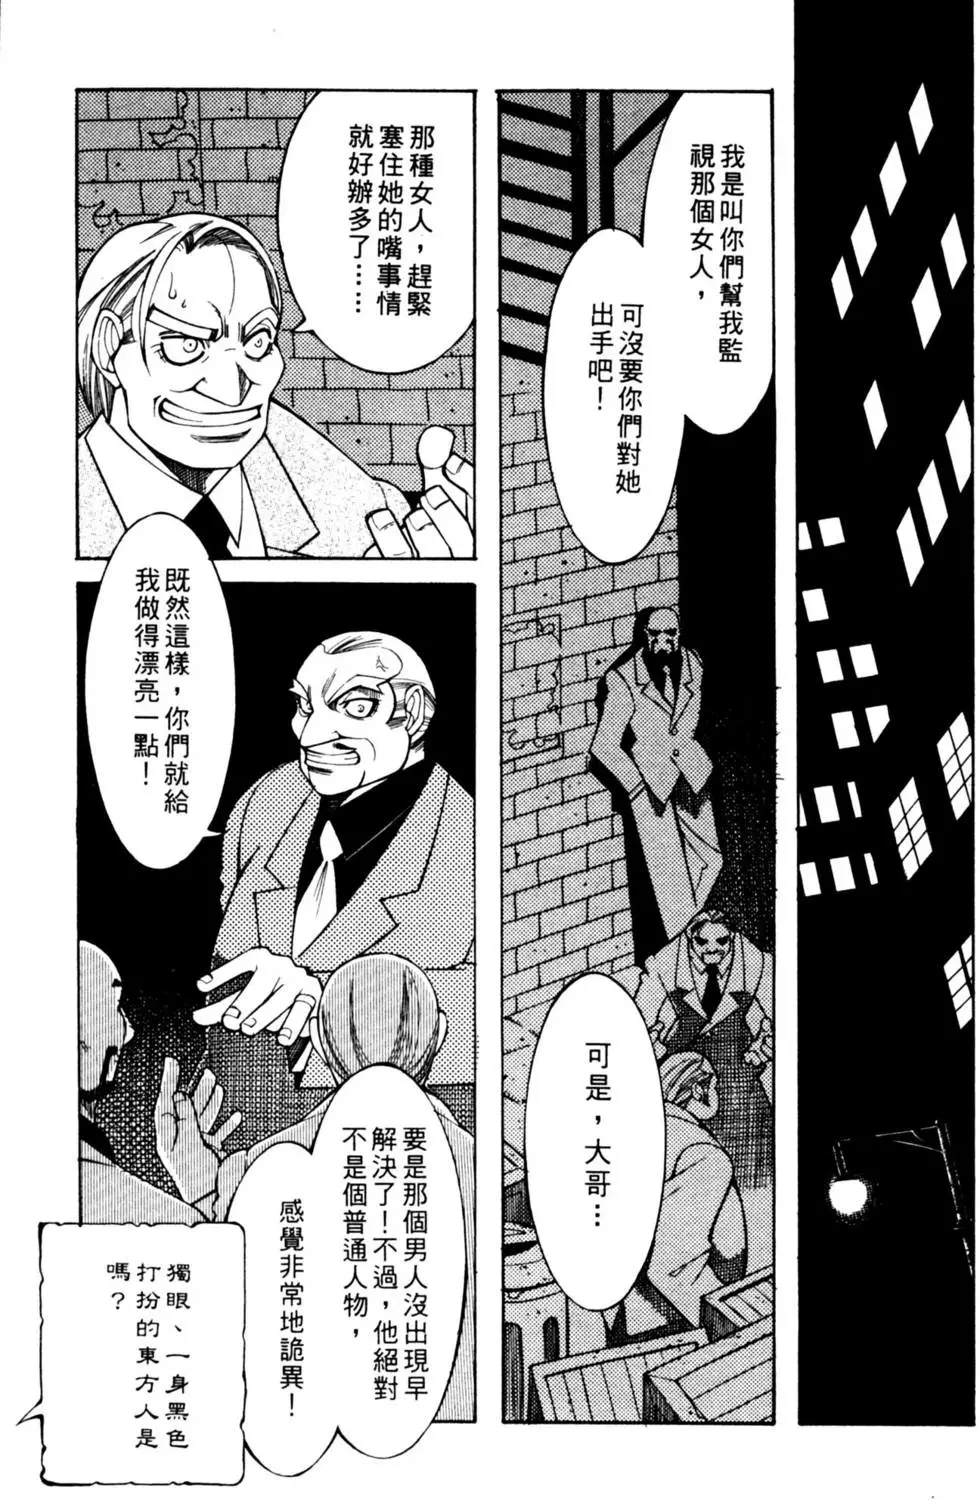 我是叫你們幫我監
視那個女人，
可沒要你們對她
出手吧！
可是，大哥…
那種女人，趕緊
塞住她的嘴事情
就好辦多了……
既然這樣，你們就給
我做得漂亮一點！
要是那個男人沒出現早
解決了！不過，他絕對
不是個普通人物，
感覺非常地詭異！
獨眼、一身黑色
打扮的東方人是
嗎？